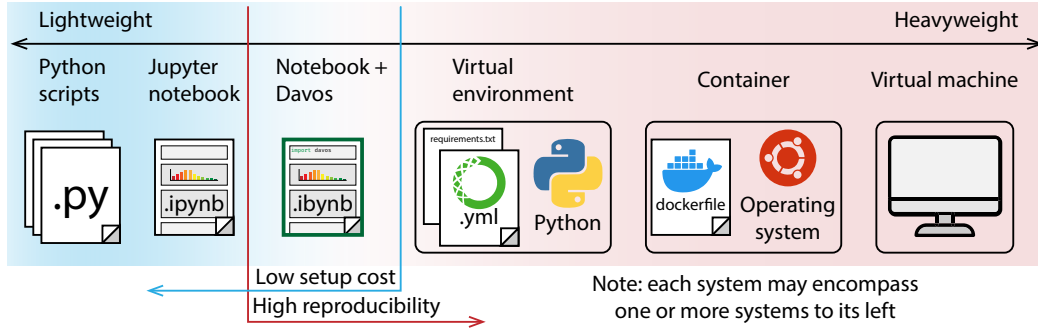 Lightweight
Heavyweight
Python
scripts
Jupyter
notebook
Notebook +
Davos
Virtual
environment
Container
Virtual machine
.py
.ipynb
import davos
.ibynb
requirements.txt
.yml
Python
dockerfile
Operating
system
Low setup cost
High reproducibility
Note: each system may encompass
one or more systems to its left